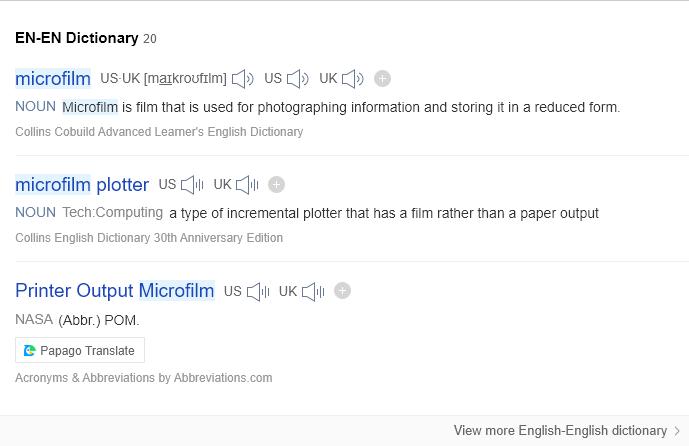 EN-EN Dictionary 20
microfilm US·UK [maɪkroʊfɪlm] US UK
NOUN Microfilm is film that is used for photographing information and storing it in a reduced form.
Collins Cobuild Advanced Learner's English Dictionary
microfilm plotter US UK
NOUN Tech:Computing a type of incremental plotter that has a film rather than a paper output
Collins English Dictionary 30th Anniversary Edition
Printer Output Microfilm US UK
NASA (Abbr.) POM.
Papago Translate
Acronyms & Abbreviations by Abbreviations.com
View more English-English dictionary